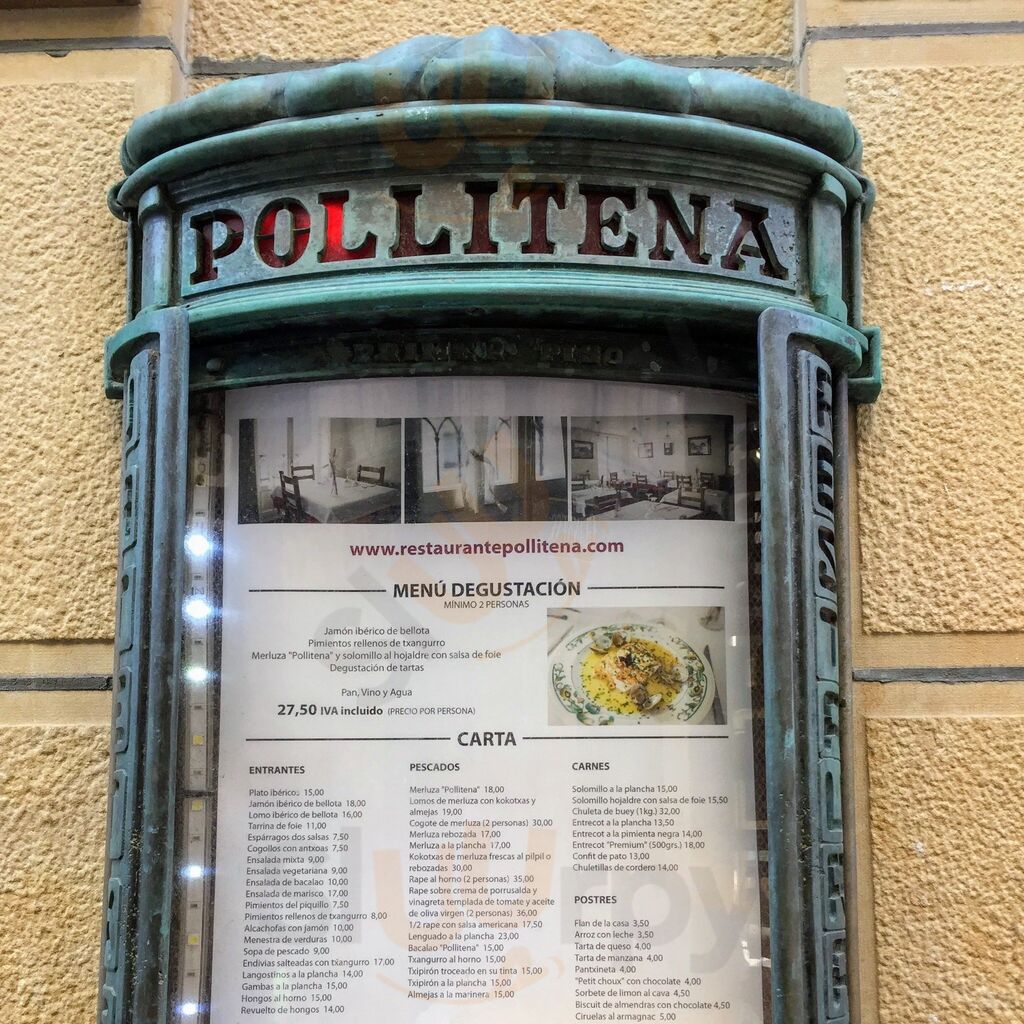 POLLITENA
PRIMER PISO
www.restaurantepollitena.com
MENÚ DEGUSTACIÓN
MÍNIMO 2 PERSONAS
Jamón ibérico de bellota
Pimientos rellenos de txangurro
Merluza "Pollitena" y solomillo al hojaldre con salsa de foie
Degustación de tartas
Pan, Vino y Agua
27,50 IVA incluido (PRECIO POR PERSONA)
CARTA
ENTRANTES
Plato ibéricos 15,00
Jamón ibérico de bellota 18,00
Lomo ibérico de bellota 16,00
Tarrina de foie 11,00
Espárragos dos salsas 7,50
Cogollos con antxoas 7,50
Ensalada mixta 9,00
Ensalada vegetariana 9,00
Ensalada de bacalao 10,00
Ensalada de marisco 17,00
Pimientos del piquillo 7,50
Pimientos rellenos de txangurro 8,00
Alcachofas con jamón 10,00
Menestra de verduras 10,00
Sopa de pescado 9,00
Endivias salteadas con txangurro 17,00
Langostinos a la plancha 14,00
Gambas a la plancha 15,00
Hongos al horno 15,00
Revuelto de hongos 14,00
PESCADOS
Merluza "Pollitena" 18,00
Lomos de merluza con kokotxas y
almejas 19,00
Cogote de merluza (2 personas) 30,00
Merluza rebozada 17,00
Merluza a la plancha 17,00
Kokotxas de merluza frescas al pilpil o
rebozadas 30,00
Rape al horno (2 personas) 35,00
Rape sobre crema de porrusalda y
vinagreta templada de tomate y aceite
de oliva virgen (2 personas) 36,00
1/2 rape con salsa americana 17,50
Lenguado a la plancha 23,00
Bacalao "Pollitena" 15,00
Txangurro al horno 15,00
Txipirón troceado en su tinta 15,00
Txipirón a la plancha 15,00
Almejas a la marinera 15,00
CARNES
Solomillo a la plancha 15,00
Solomillo hojaldre con salsa de foie 15,50
Chuleta de buey (1kg.) 32,00
Entrecot a la plancha 13,50
Entrecot a la pimienta negra 14,00
Entrecot "Premium" (500grs.) 18,00
Confit de pato 13,00
Chuletillas de cordero 14,00
POSTRES
Flan de la casa 3,50
Arroz con leche 3,50
Tarta de queso 4,00
Tarta de manzana 4,00
Pantxineta 4,00
"Petit choux" con chocolate 4,00
Sorbete de limon al cava 4,50
Biscuit de almendras con chocolate 4,50
Ciruelas al armagnac 5,00